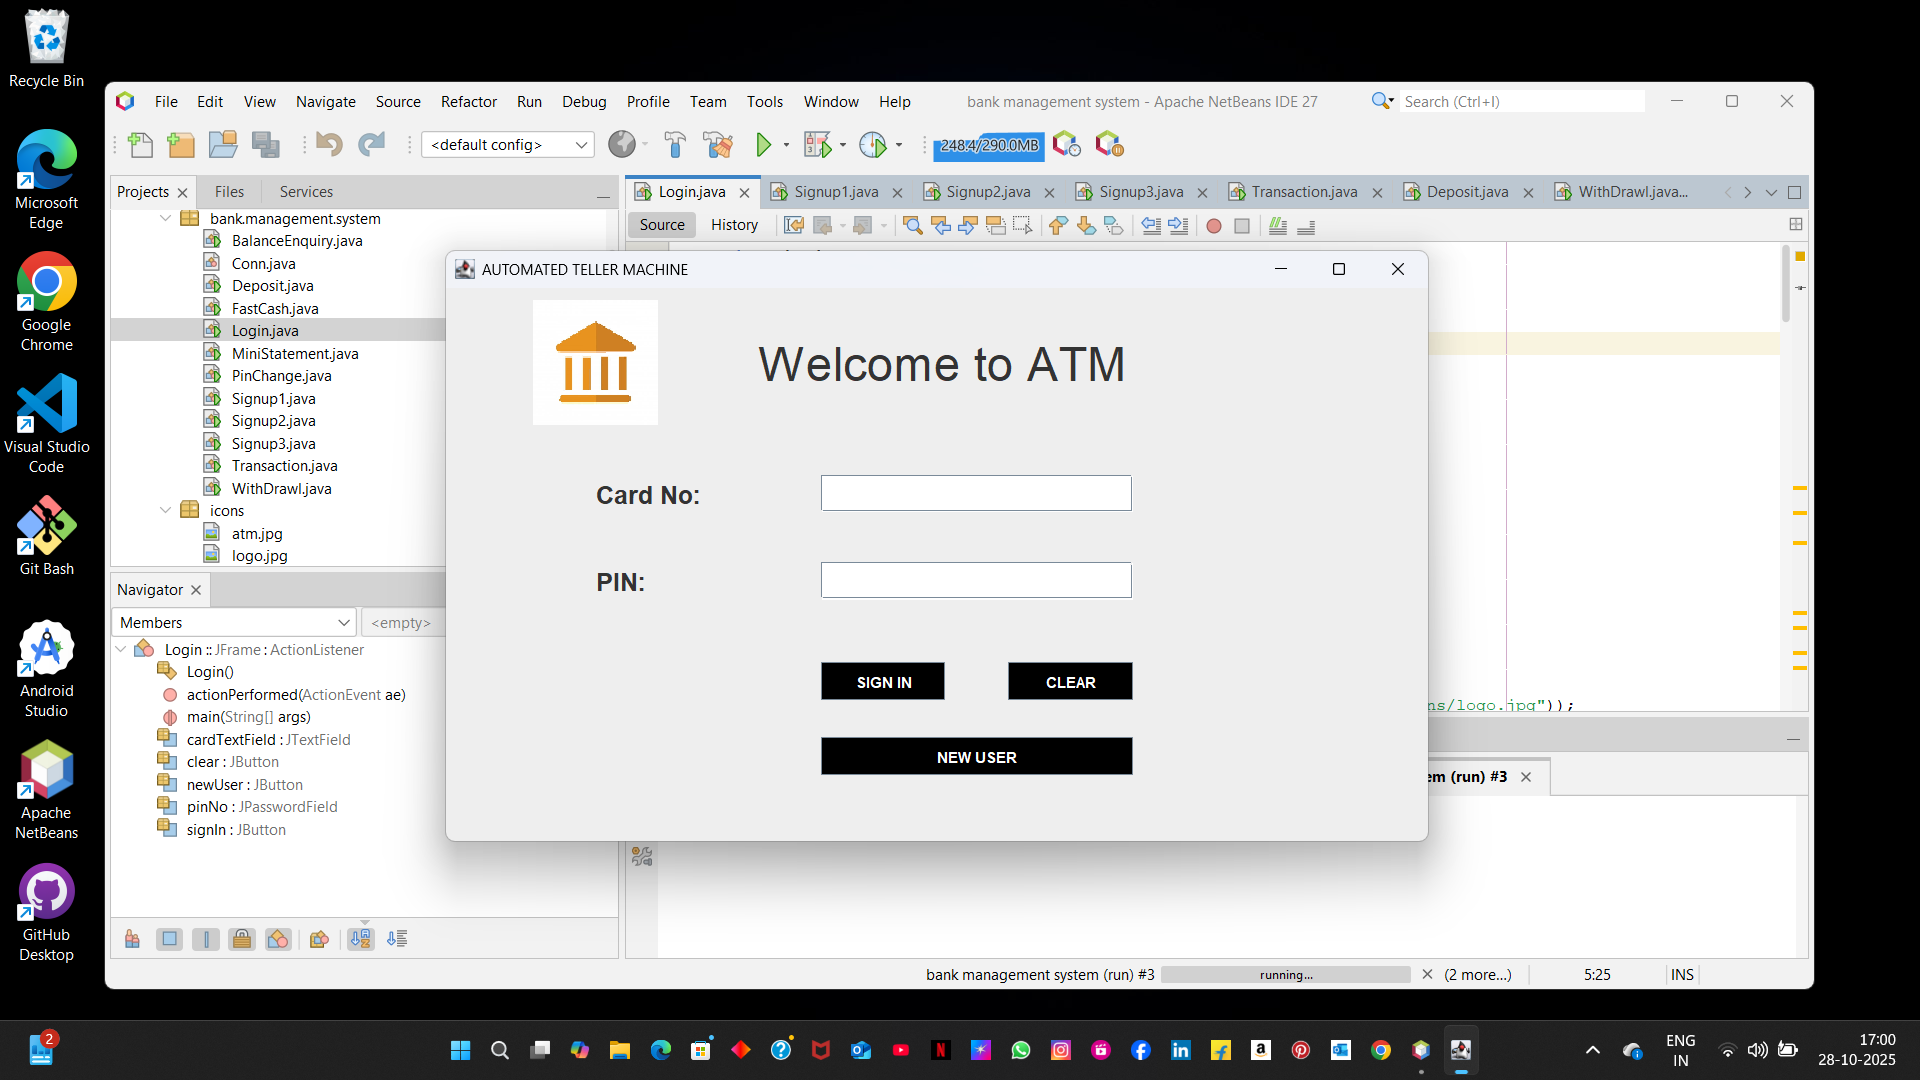 Recycle Bin
Microsoft
Edge
Google
Chrome
Visual Studio
Code
Git Bash
Android
Studio
Apache
NetBeans
GitHub
Desktop
File Edit View Navigate Source Refactor Run Debug Profile Team Tools Window Help
bank management system - Apache NetBeans IDE 27
Search (Ctrl+I)
<default config>
248.4/290.0MB
Projects Files Services
bank.management.system
BalanceEnquiry.java
Conn.java
Deposit.java
FastCash.java
Login.java
MiniStatement.java
PinChange.java
Signup1.java
Signup2.java
Signup3.java
Transaction.java
WithDrawl.java
icons
atm.jpg
logo.jpg
Navigator
Members
<empty>
Login :: JFrame : ActionListener
Login()
actionPerformed(ActionEvent ae)
main(String[] args)
cardTextField : JTextField
clear : JButton
newUser : JButton
pinNo : JPasswordField
signIn : JButton
Login.java Signup1.java Signup2.java Signup3.java Transaction.java Deposit.java WithDrawl.java...
Source History
AUTOMATED TELLER MACHINE
Welcome to ATM
Card No:
PIN:
SIGN IN CLEAR
NEW USER
ns/logo.jpg"));
em (run) #3
bank management system (run) #3 running... (2 more...) 5:25 INS
2
ENG
IN
17:00
28-10-2025